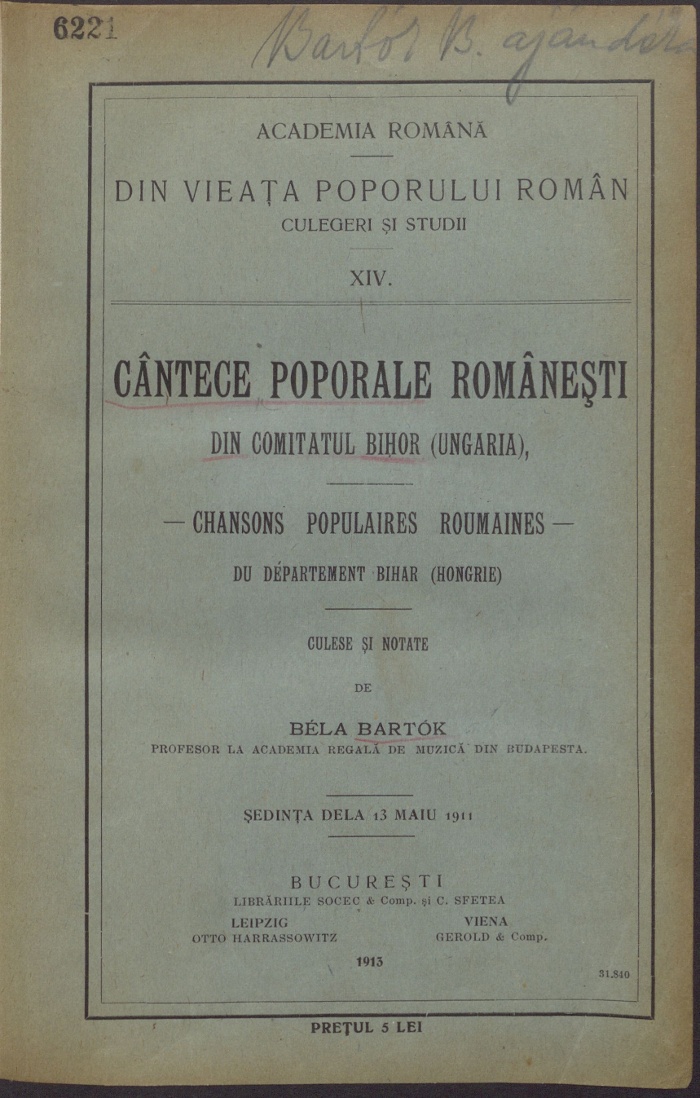 6221
Bartók B. ajándéka
ACADEMIA ROMÂNĂ
DIN VIEAȚA POPORULUI ROMÂN
CULEGERI ȘI STUDII
XIV.
CÂNTECE POPORALE ROMÂNEȘTI
DIN COMITATUL BIHOR (UNGARIA),
— CHANSONS POPULAIRES ROUMAINES —
DU DÉPARTEMENT BIHAR (HONGRIE)
CULESE ȘI NOTATE
DE
BÉLA BARTÓK
PROFESOR LA ACADEMIA REGALĂ DE MUZICĂ DIN BUDAPESTA.
ȘEDINȚA DELA 13 MAIU 1911
BUCUREȘTI
LIBRĂRIILE SOCEC & Comp. și C. SFETEA
LEIPZIG VIENA
OTTO HARRASSOWITZ GEROLD & Comp.
1913
31.840
PREȚUL 5 LEI